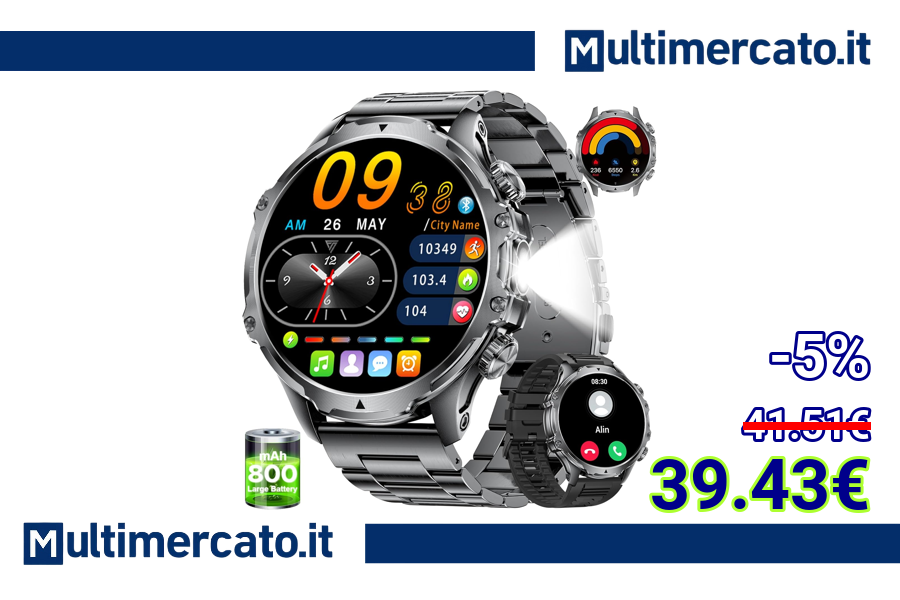 Multimercato.it
09 38
AM 26 MAY /City Name
12
9 3
6
10349
103.4
104
236 6550 2.6
08:30
Alin
mAh
800
Large Battery
-5%
41.51€
39.43€
Multimercato.it